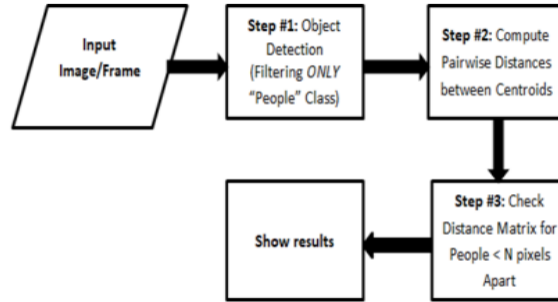 Input
Image/Frame
Step #1: Object
Detection
(Filtering ONLY
“People” Class)
Step #2: Compute
Pairwise Distances
between Centroids
Step #3: Check
Distance Matrix for
People < N pixels
Apart
Show results